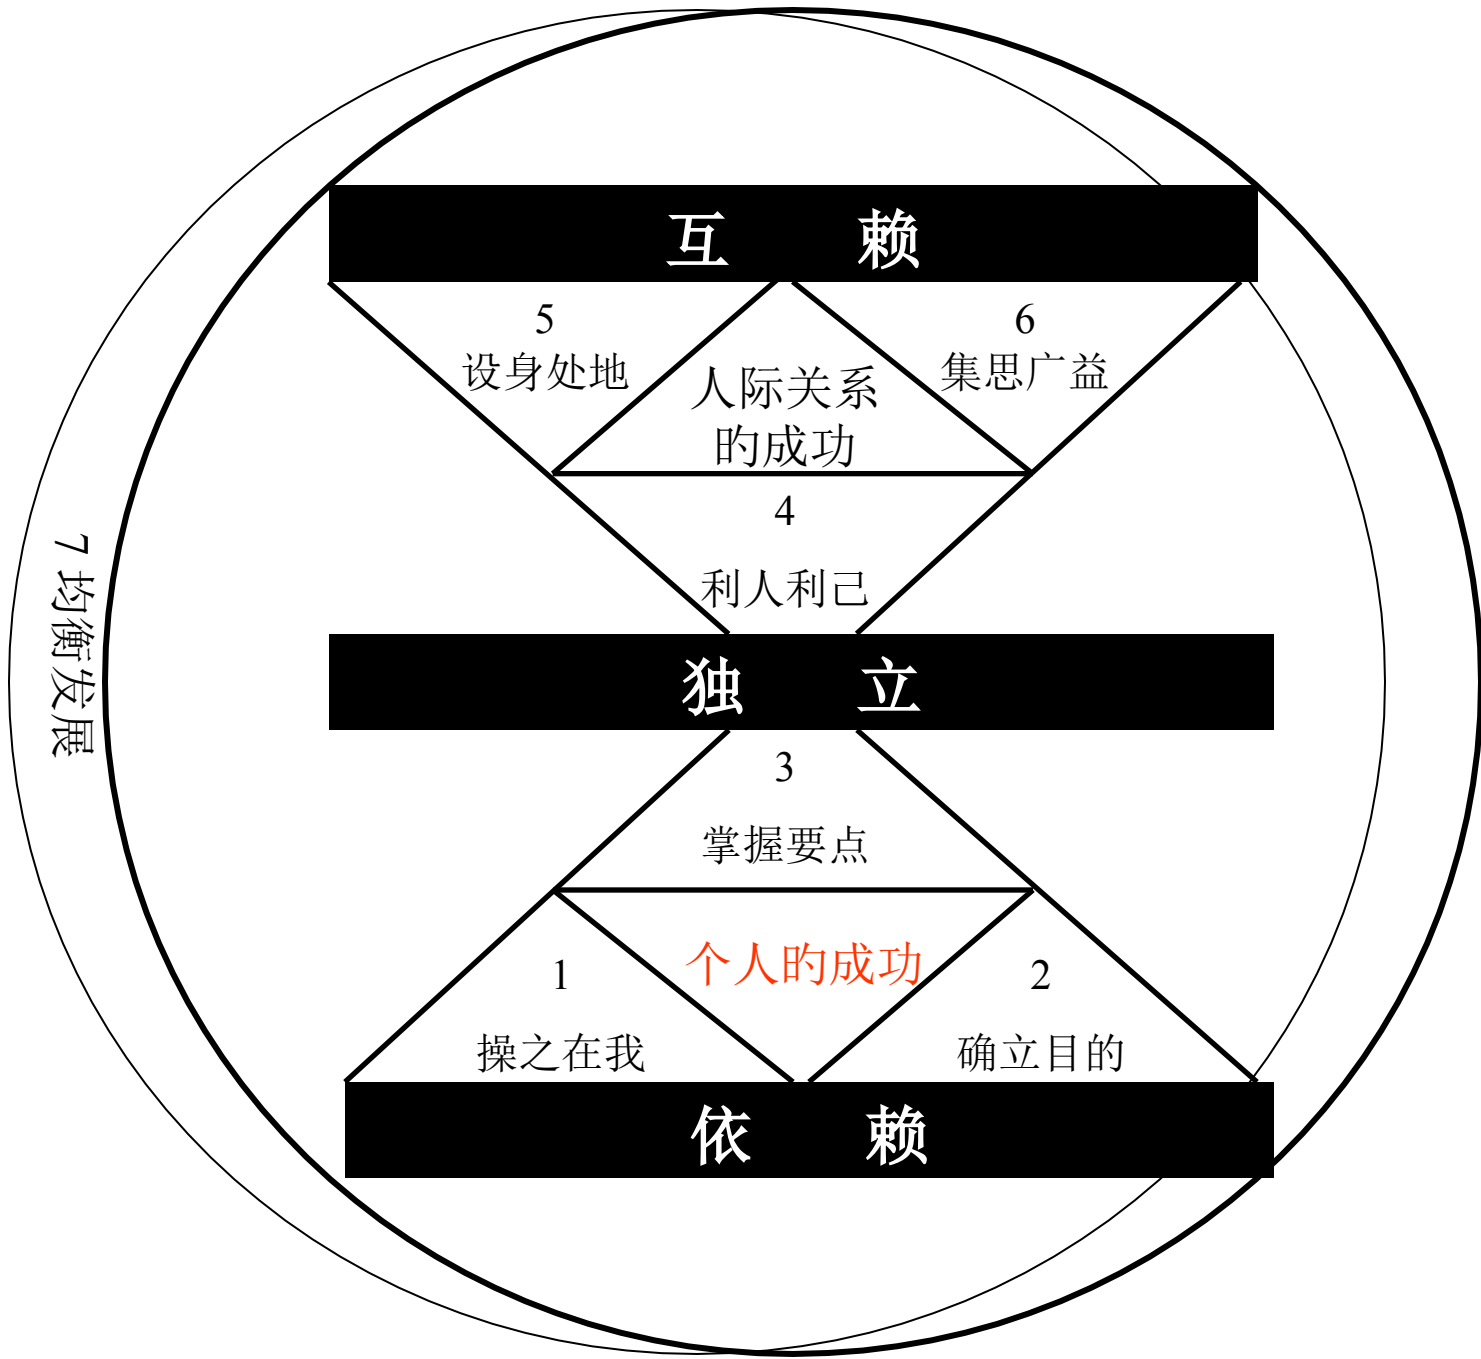 互 赖
5
设身处地
6
集思广益
人际关系
旳成功
4
利人利己
7 均衡发展
独 立
3
掌握要点
个人旳成功
1
操之在我
2
确立目的
依 赖